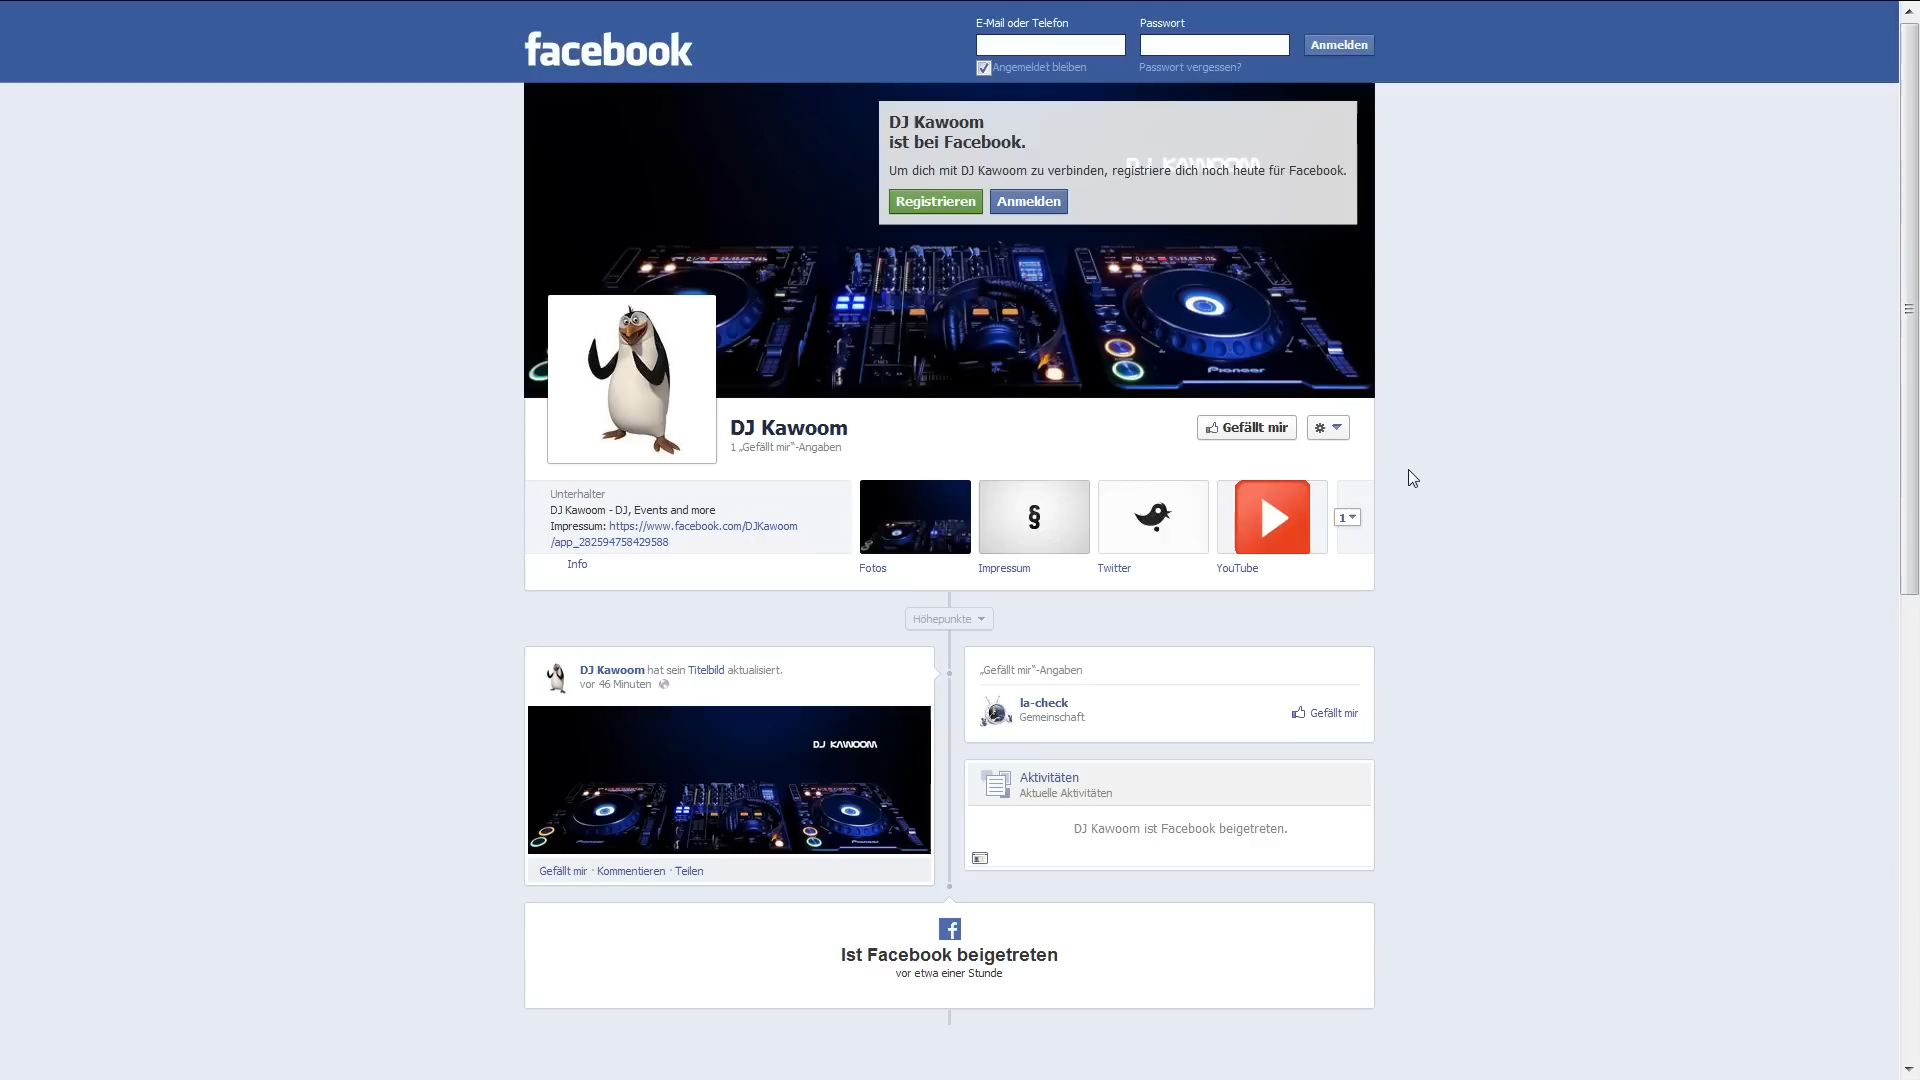 facebook
E-Mail oder Telefon
Passwort
Anmelden
Angemeldet bleiben
Passwort vergessen?
DJ Kawoom
ist bei Facebook.
DJ KAWOOM
Um dich mit DJ Kawoom zu verbinden, registriere dich noch heute für Facebook.
Registrieren
Anmelden
Pioneer
DJ Kawoom
1 „Gefällt mir“-Angaben
Gefällt mir
Unterhalter
DJ Kawoom - DJ, Events and more
Impressum: https://www.facebook.com/DJKawoom
/app_282594758429588
Info
§
1
Fotos
Impressum
Twitter
YouTube
Höhepunkte
DJ Kawoom hat sein Titelbild aktualisiert.
vor 46 Minuten
DJ KAWOOM
Gefällt mir · Kommentieren · Teilen
„Gefällt mir“-Angaben
la-check
Gemeinschaft
Gefällt mir
Aktivitäten
Aktuelle Aktivitäten
DJ Kawoom ist Facebook beigetreten.
f
Ist Facebook beigetreten
vor etwa einer Stunde